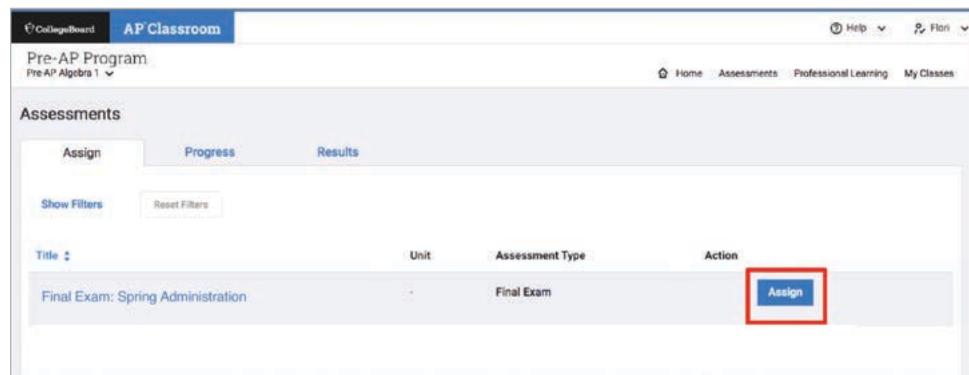 CollegeBoard AP Classroom Help Flori
Pre-AP Program
Pre-AP Algebra 1 Home Assessments Professional Learning My Classes
Assessments
Assign Progress Results
Show Filters Reset Filters
Title Unit Assessment Type Action
Final Exam: Spring Administration - Final Exam Assign